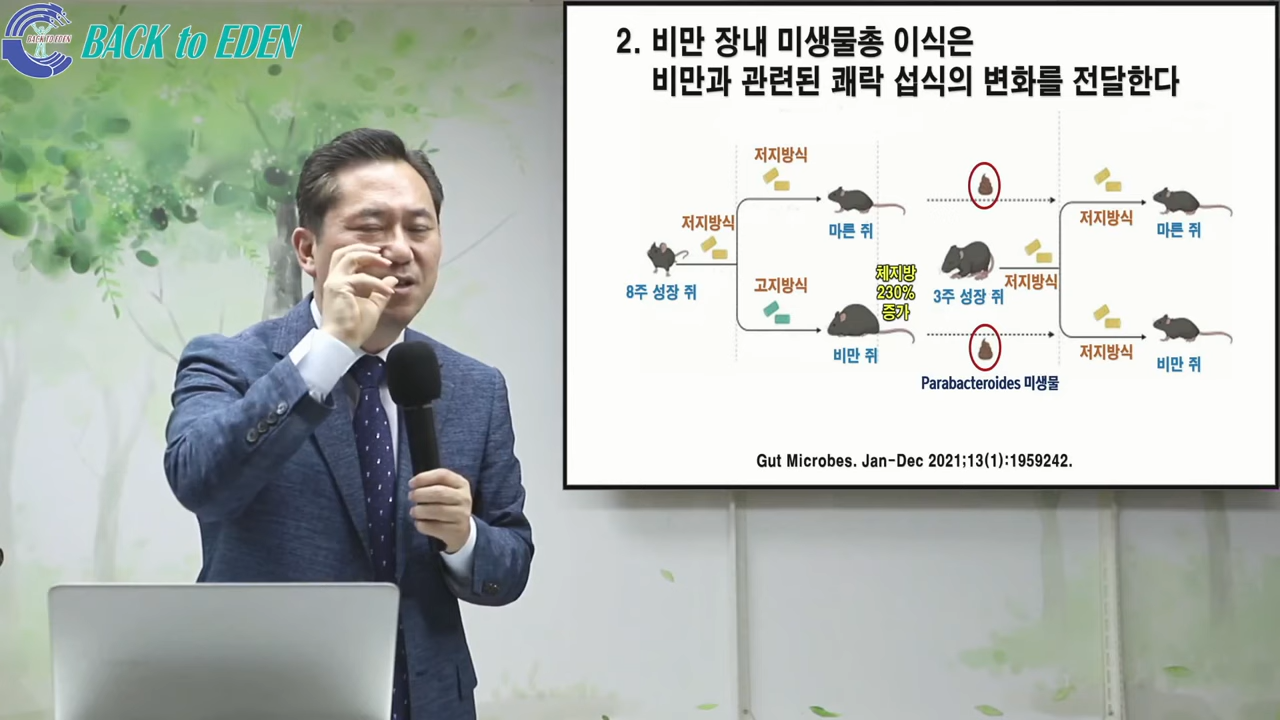 BACK TO EDEN
BACK to EDEN
2. 비만 장내 미생물총 이식은
비만과 관련된 쾌락 섭식의 변화를 전달한다
저지방식
저지방식
마른 쥐
8주 성장 쥐
고지방식
비만 쥐
체지방
230%
증가
3주 성장 쥐
저지방식
저지방식
마른 쥐
저지방식
비만 쥐
Parabacteroides 미생물
Gut Microbes. Jan-Dec 2021;13(1):1959242.